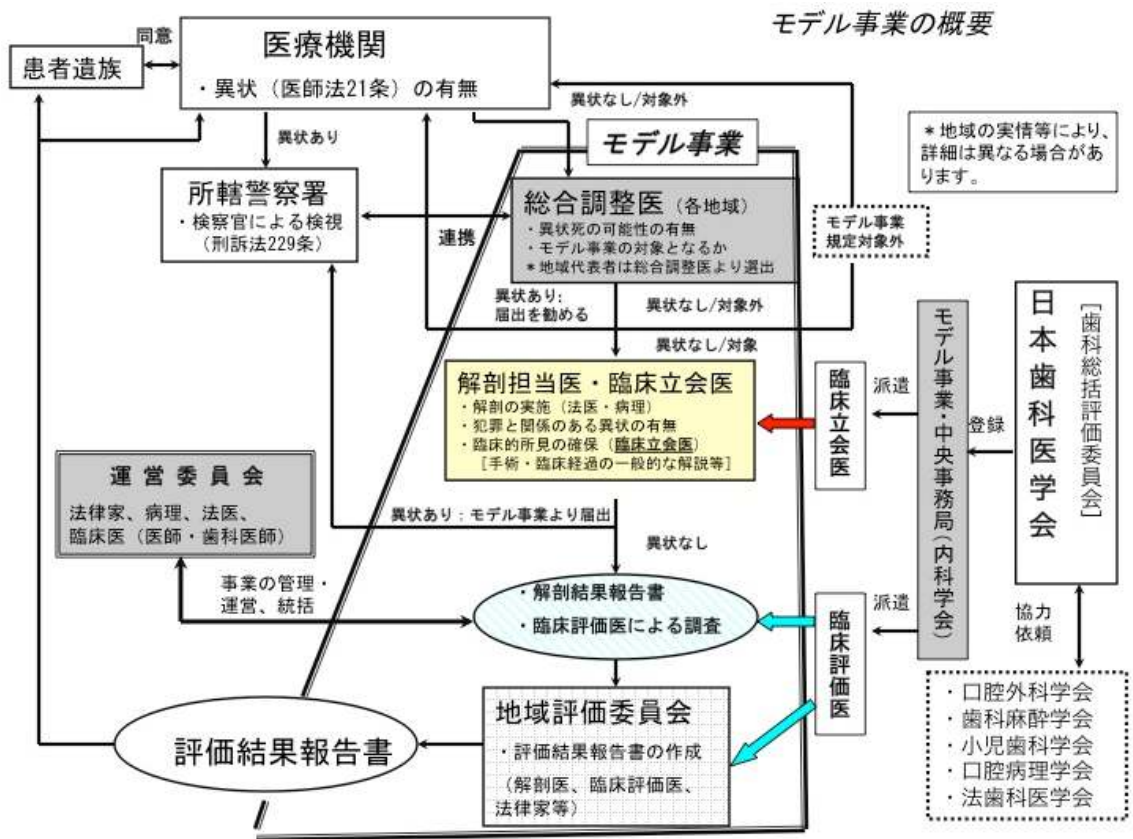 モデル事業の概要
同意
患者遺族
医療機関
・異状（医師法21条）の有無
異状なし/対象外
異状あり
モデル事業
＊地域の実情等により、
詳細は異なる場合があ
ります。
所轄警察署
・検察官による検視
（刑訴法229条）
連携
総合調整医（各地域）
・異状死の可能性の有無
・モデル事業の対象となるか
＊地域代表者は総合調整医より選出
モデル事業
規定対象外
異状あり：
届出を勧める
異状なし/対象外
異状なし/対象
解剖担当医・臨床立会医
・解剖の実施（法医・病理）
・犯罪と関係のある異状の有無
・臨床的所見の確保（臨床立会医）
［手術・臨床経過の一般的な解説等］
臨床立会医
派遣
モデル事業・中央事務局（内科学会）
登録
日本歯科医学会
［歯科総括評価委員会］
運営委員会
法律家、病理、法医、
臨床医（医師・歯科医師）
異状あり：モデル事業より届出
異状なし
事業の管理・
運営、統括
・解剖結果報告書
・臨床評価医による調査
臨床評価医
派遣
協力
依頼
・口腔外科学会
・歯科麻酔学会
・小児歯科学会
・口腔病理学会
・法歯科医学会
地域評価委員会
・評価結果報告書の作成
（解剖医、臨床評価医、
法律家等）
評価結果報告書